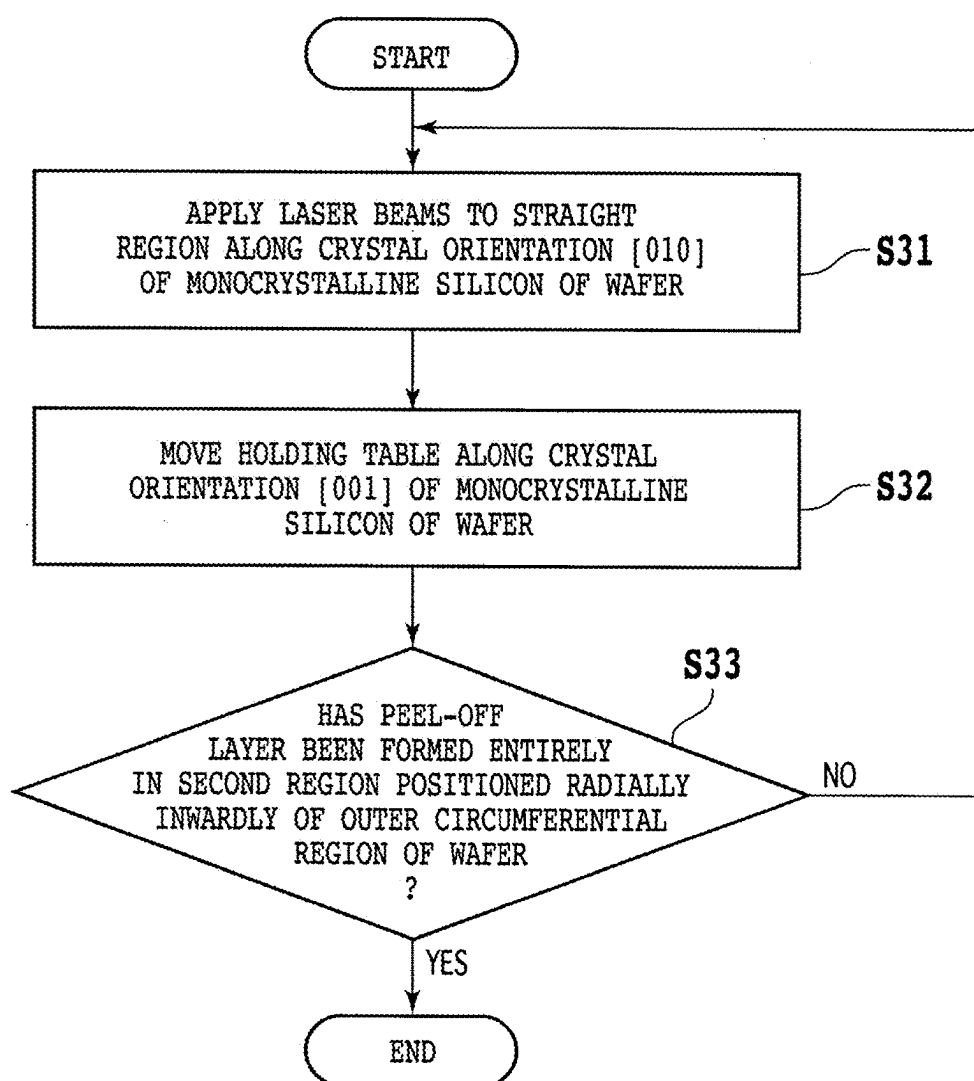 START
APPLY LASER BEAMS TO STRAIGHT
REGION ALONG CRYSTAL ORIENTATION [010]
OF MONOCRYSTALLINE SILICON OF WAFER
S31
MOVE HOLDING TABLE ALONG CRYSTAL
ORIENTATION [001] OF MONOCRYSTALLINE
SILICON OF WAFER
S32
S33
HAS PEEL-OFF
LAYER BEEN FORMED ENTIRELY
IN SECOND REGION POSITIONED RADIALLY
INWARDLY OF OUTER CIRCUMFERENTIAL
REGION OF WAFER
?
NO
YES
END